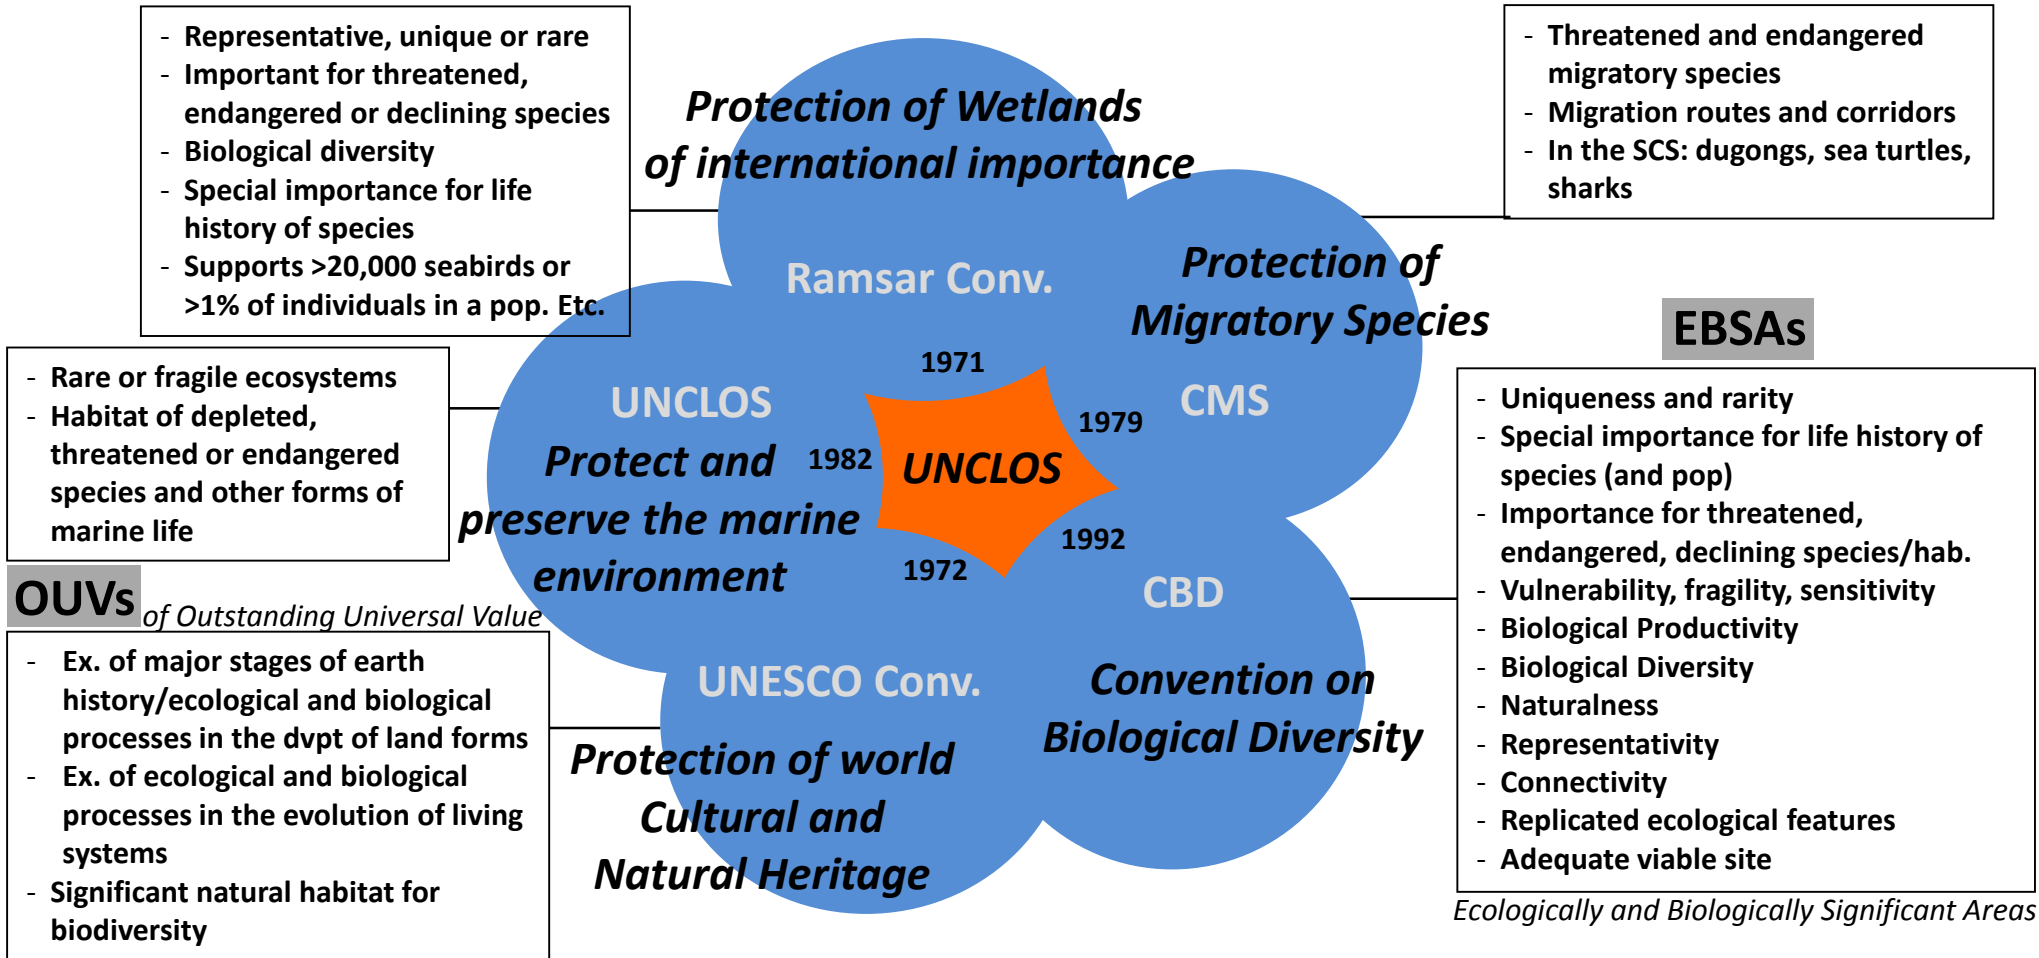 - Representative, unique or rare
- Important for threatened,
endangered or declining species
- Biological diversity
- Special importance for life
history of species
- Supports >20,000 seabirds or
>1% of individuals in a pop. Etc.
Protection of Wetlands
of international importance
Ramsar Conv.
1971
- Threatened and endangered
migratory species
- Migration routes and corridors
- In the SCS: dugongs, sea turtles,
sharks
Protection of
Migratory Species
CMS
1979
- Rare or fragile ecosystems
- Habitat of depleted,
threatened or endangered
species and other forms of
marine life
UNCLOS
Protect and
preserve the marine
environment
1982
UNCLOS
EBSAs
- Uniqueness and rarity
- Special importance for life history of
species (and pop)
- Importance for threatened,
endangered, declining species/hab.
- Vulnerability, fragility, sensitivity
- Biological Productivity
- Biological Diversity
- Naturalness
- Representativity
- Connectivity
- Replicated ecological features
- Adequate viable site
Ecologically and Biologically Significant Areas
1992
CBD
Convention on
Biological Diversity
OUVs of Outstanding Universal Value
- Ex. of major stages of earth
history/ecological and biological
processes in the dvpt of land forms
- Ex. of ecological and biological
processes in the evolution of living
systems
- Significant natural habitat for
biodiversity
1972
UNESCO Conv.
Protection of world
Cultural and
Natural Heritage